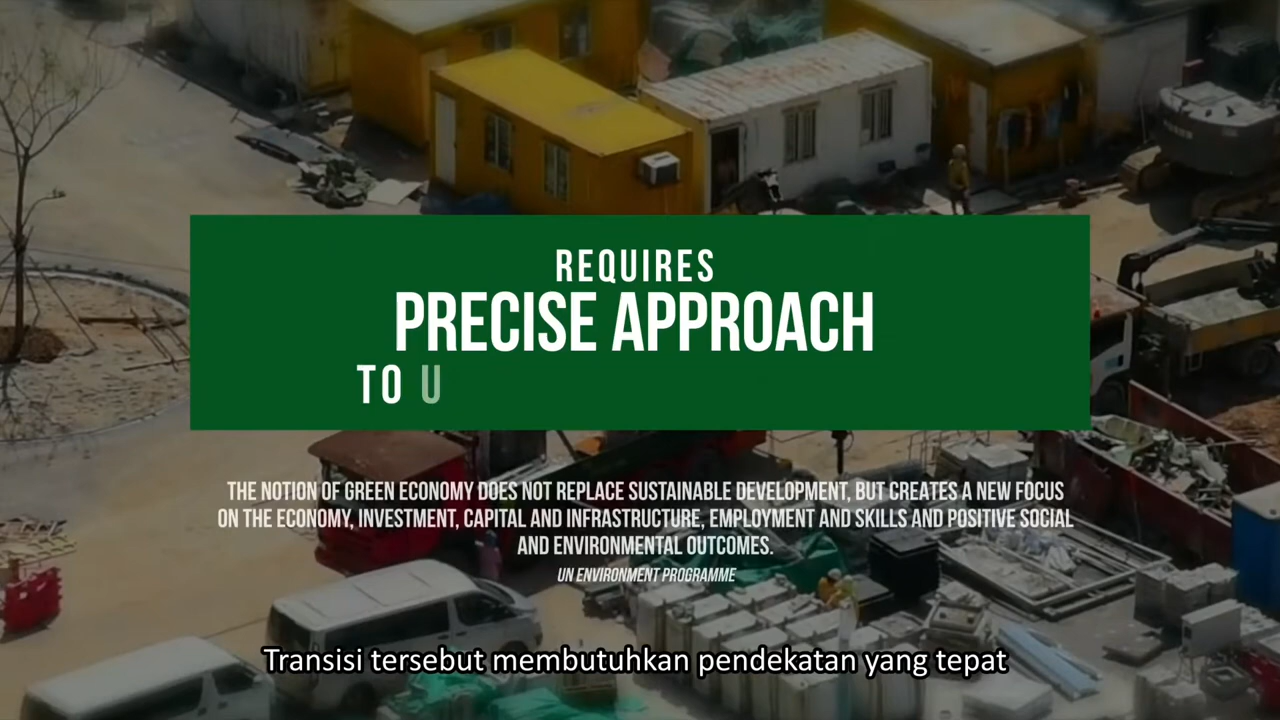 REQUIRES
PRECISE APPROACH
TO U
THE NOTION OF GREEN ECONOMY DOES NOT REPLACE SUSTAINABLE DEVELOPMENT, BUT CREATES A NEW FOCUS
ON THE ECONOMY, INVESTMENT, CAPITAL AND INFRASTRUCTURE, EMPLOYMENT AND SKILLS AND POSITIVE SOCIAL
AND ENVIRONMENTAL OUTCOMES.
UN ENVIRONMENT PROGRAMME
Transisi tersebut membutuhkan pendekatan yang tepat